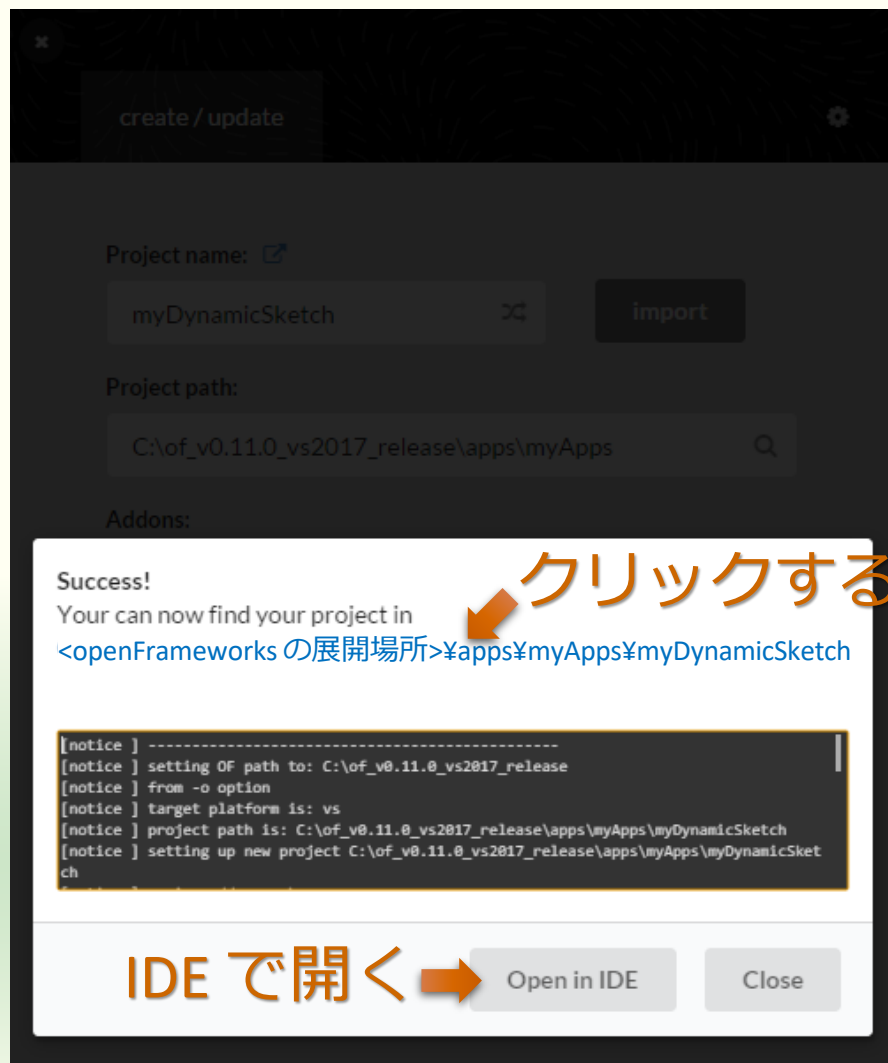 create / update
Project name:
myDynamicSketch
import
Project path:
C:\of_v0.11.0_vs2017_release\apps\myApps
Addons:
クリックする
Success!
Your can now find your project in
<openFrameworks の展開場所>¥apps¥myApps¥myDynamicSketch
[notice ] -----------------------------------------------
[notice ] setting OF path to: C:\of_v0.11.0_vs2017_release
[notice ] from -o option
[notice ] target platform is: vs
[notice ] project path is: C:\of_v0.11.0_vs2017_release\apps\myApps\myDynamicSketch
[notice ] setting up new project C:\of_v0.11.0_vs2017_release\apps\myApps\myDynamicSket
ch
IDE で開く
Open in IDE
Close